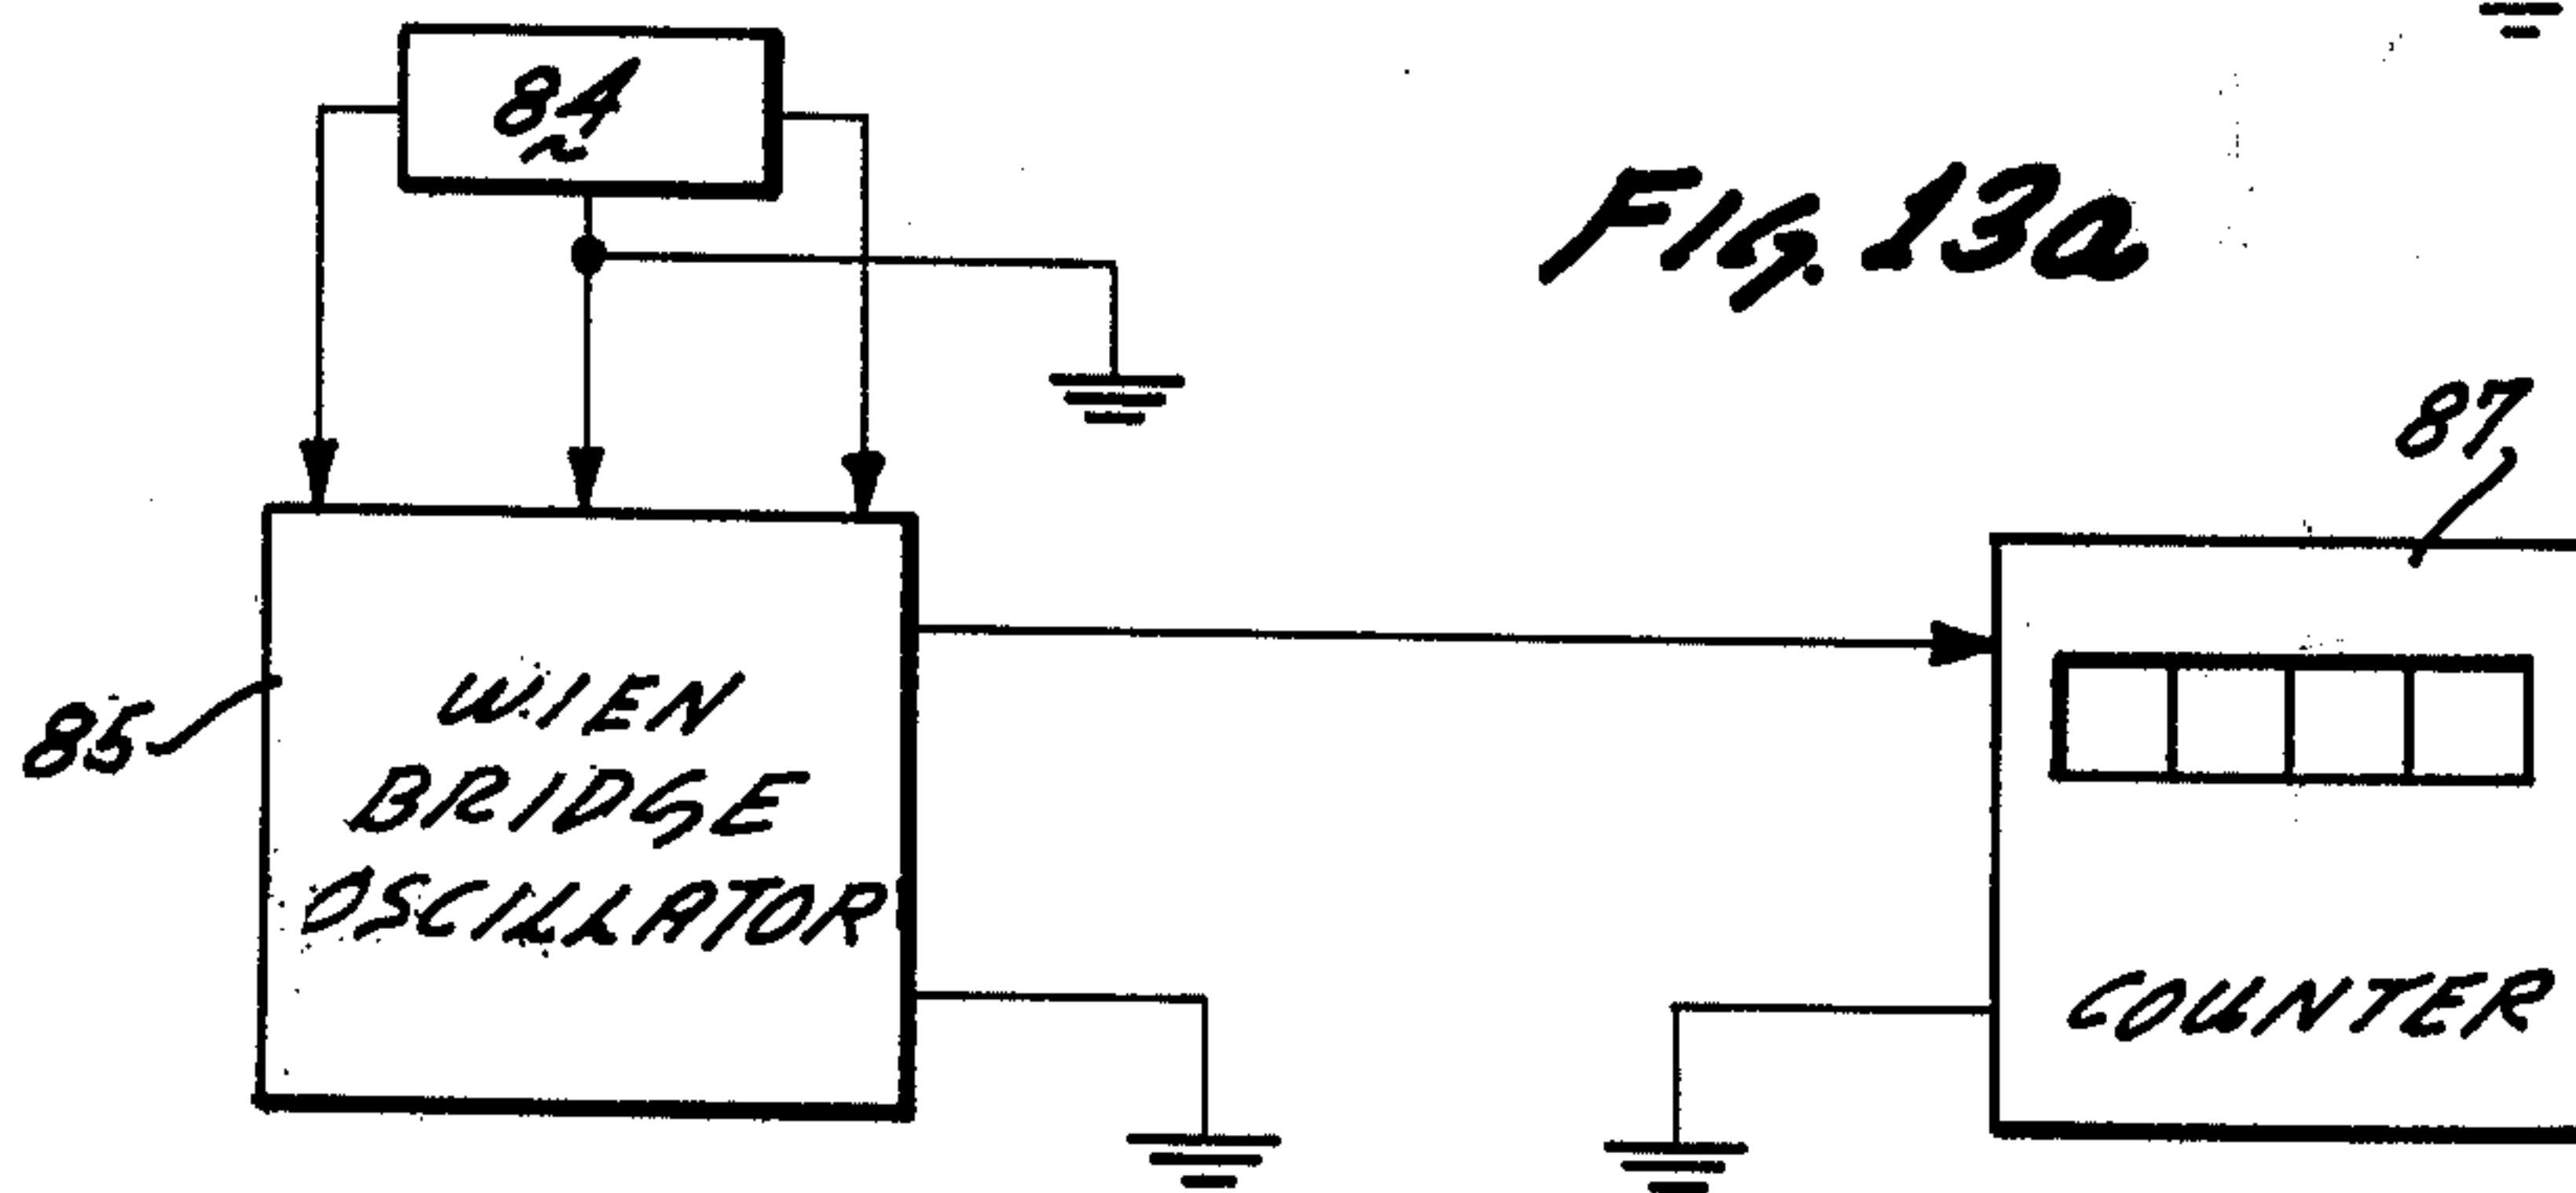 84
FIG. 13a
87
85
WIEN
BRIDGE
OSCILLATOR
COUNTER